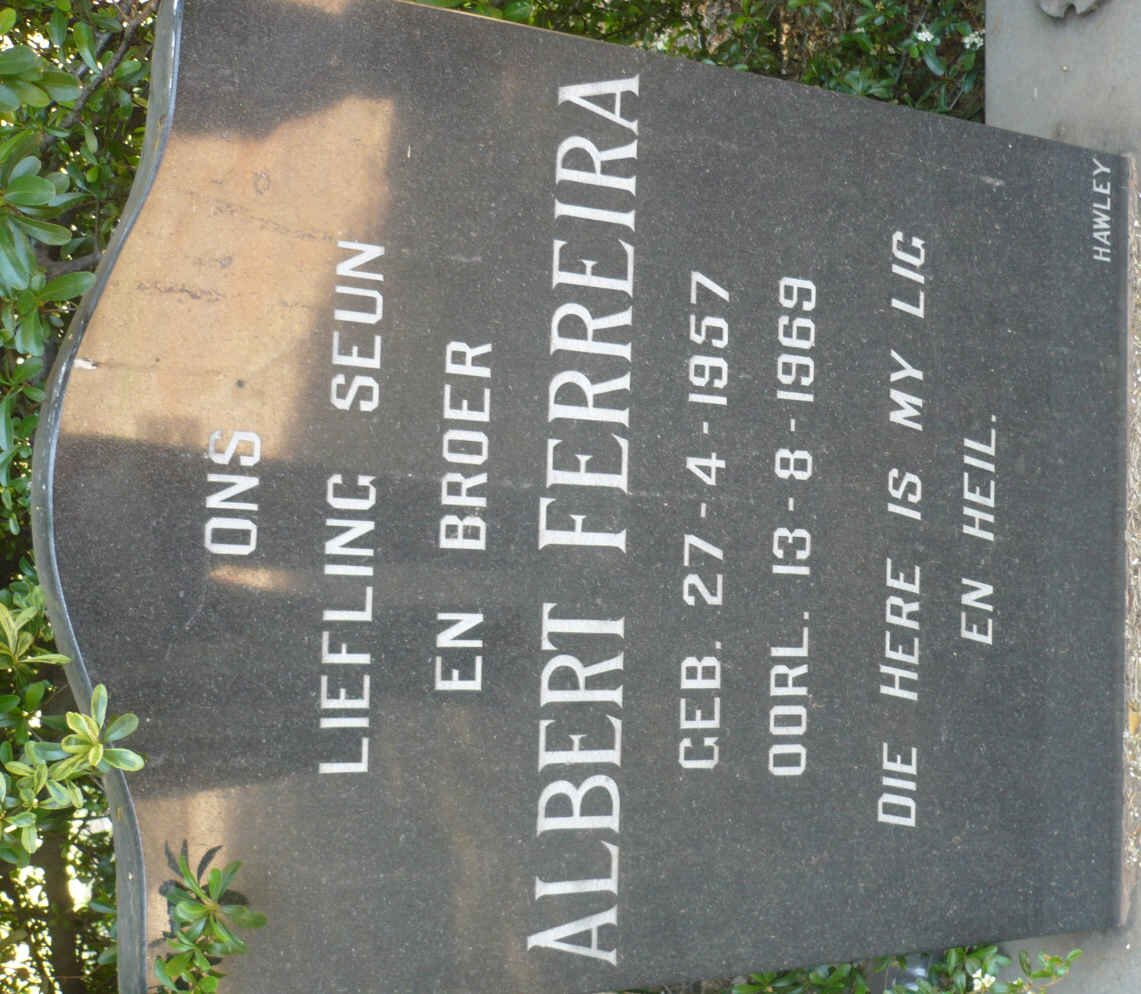 ONS
LIEFLING SEUN
EN BROER
ALBERT FERREIRA
GEB. 27-4-1957
OORL. 13-8-1969
DIE HERE IS MY LIG
EN HEIL.
HAWLEY